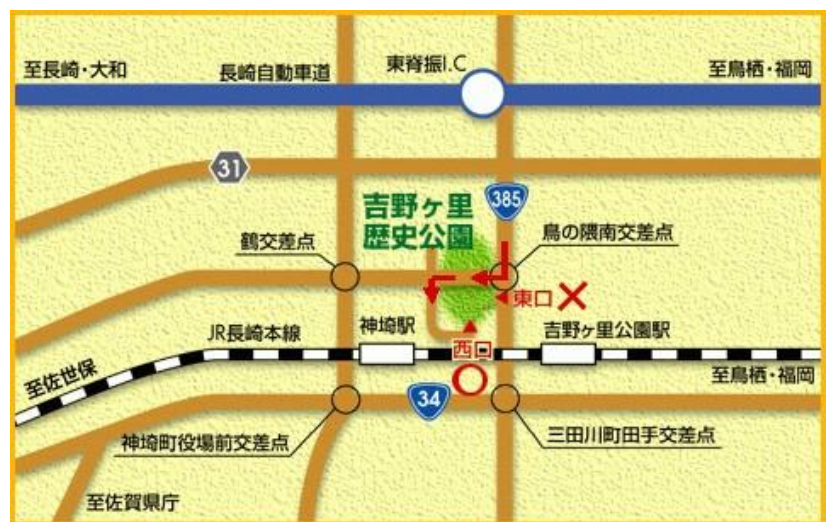 至長崎・大和
長崎自動車道
東脊振I.C
至鳥栖・福岡
31
385
吉野ヶ里
歴史公園
鶴交差点
鳥の隈南交差点
東口
JR長崎本線
神埼駅
西口
吉野ヶ里公園駅
至佐世保
至鳥栖・福岡
34
神埼町役場前交差点
三田川町田手交差点
至佐賀県庁